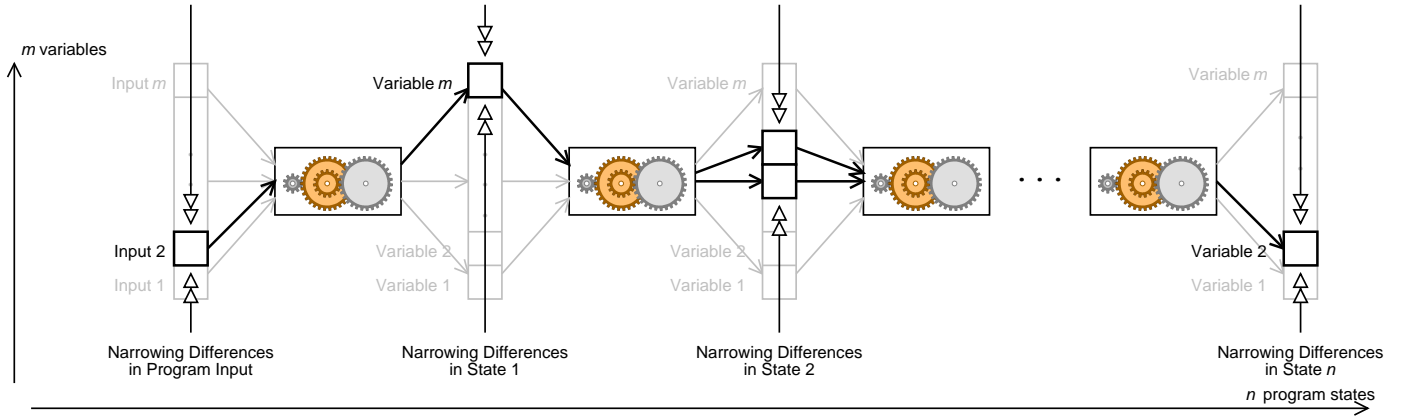 m variables
Input m
Variable m
Variable m
Variable m
. . .
Input 2
Variable 2
Variable 2
Variable 2
Input 1
Variable 1
Variable 1
Variable 1
Narrowing Differences
in Program Input
Narrowing Differences
in State 1
Narrowing Differences
in State 2
Narrowing Differences
in State n
n program states